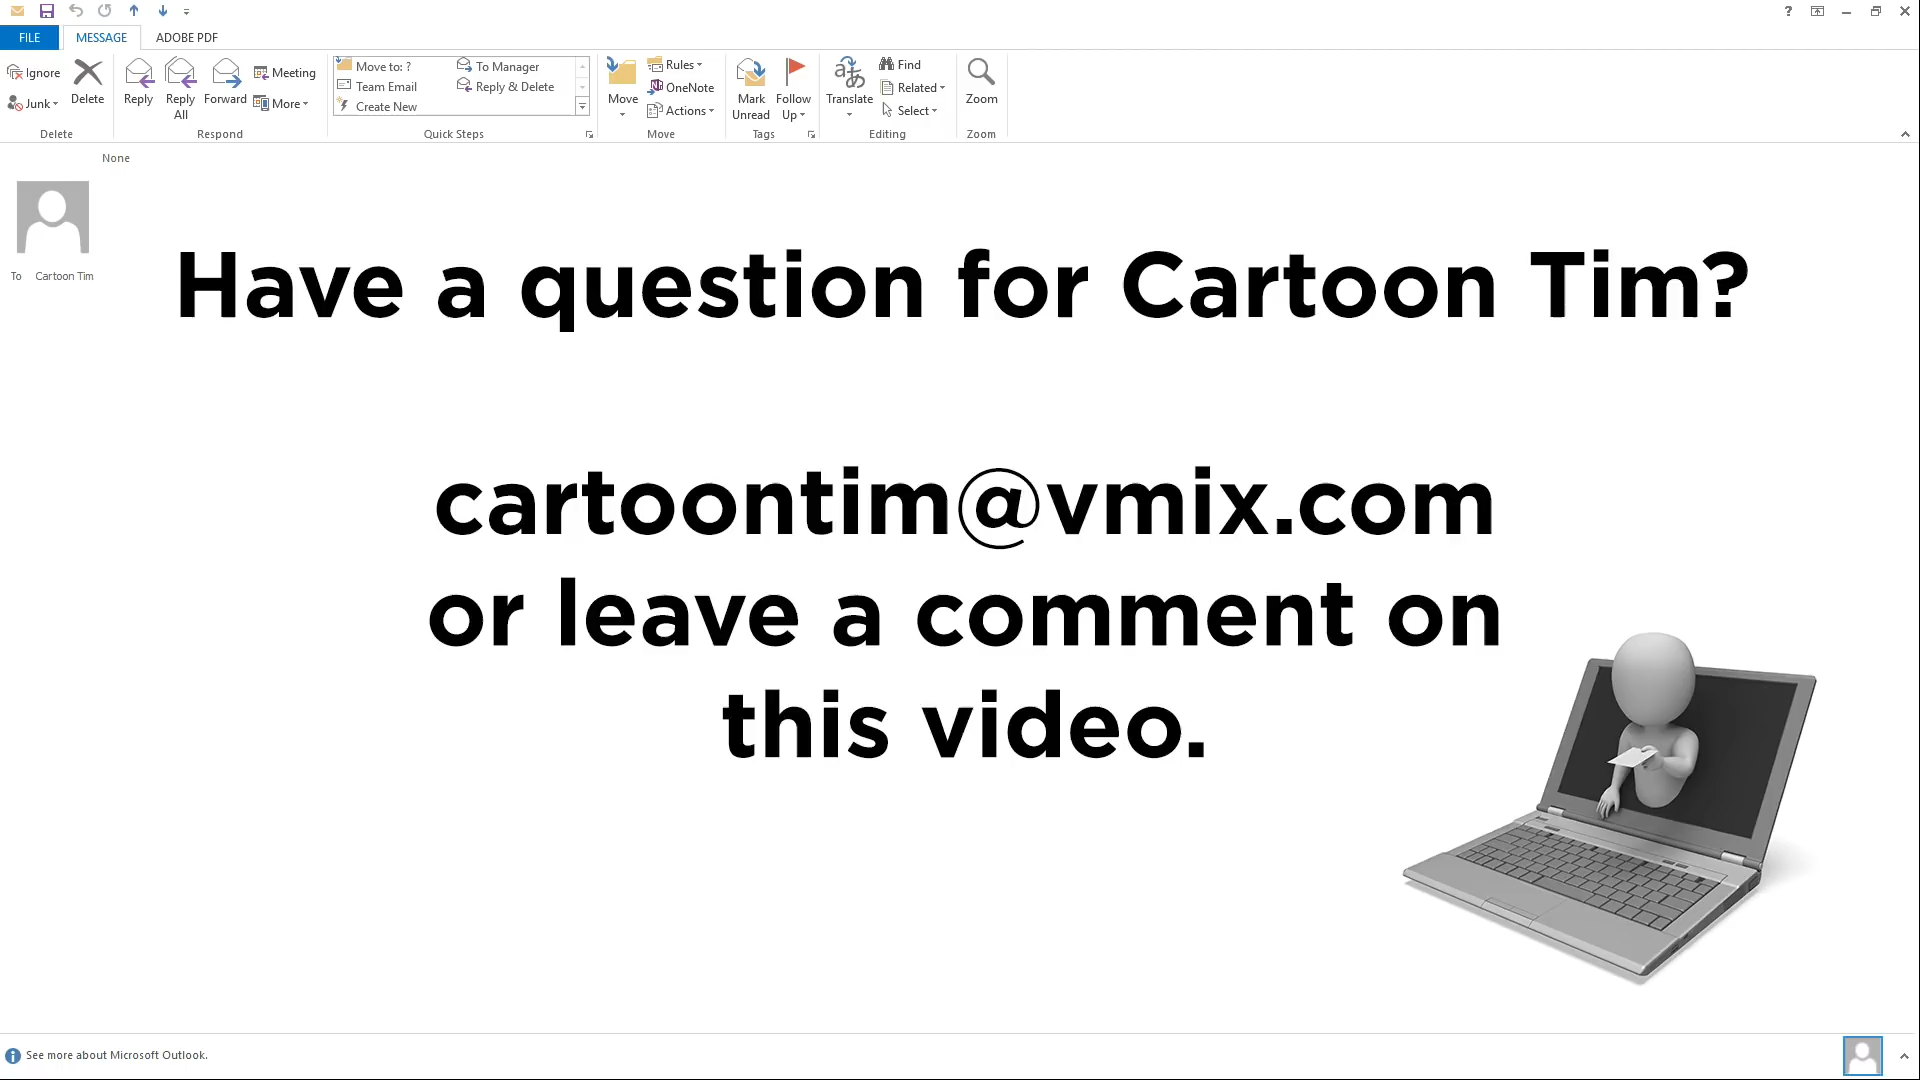 FILE
MESSAGE
ADOBE PDF
Ignore
Junk
Delete
Delete
Reply
Reply
All
Forward
Meeting
More
Respond
Move to: ?
To Manager
Team Email
Reply & Delete
Create New
Quick Steps
Move
Rules
OneNote
Actions
Move
Mark
Unread
Follow
Up
Tags
Translate
Find
Related
Select
Editing
Zoom
Zoom
None
To Cartoon Tim
Have a question for Cartoon Tim?
cartoontim@vmix.com
or leave a comment on
this video.
See more about Microsoft Outlook.